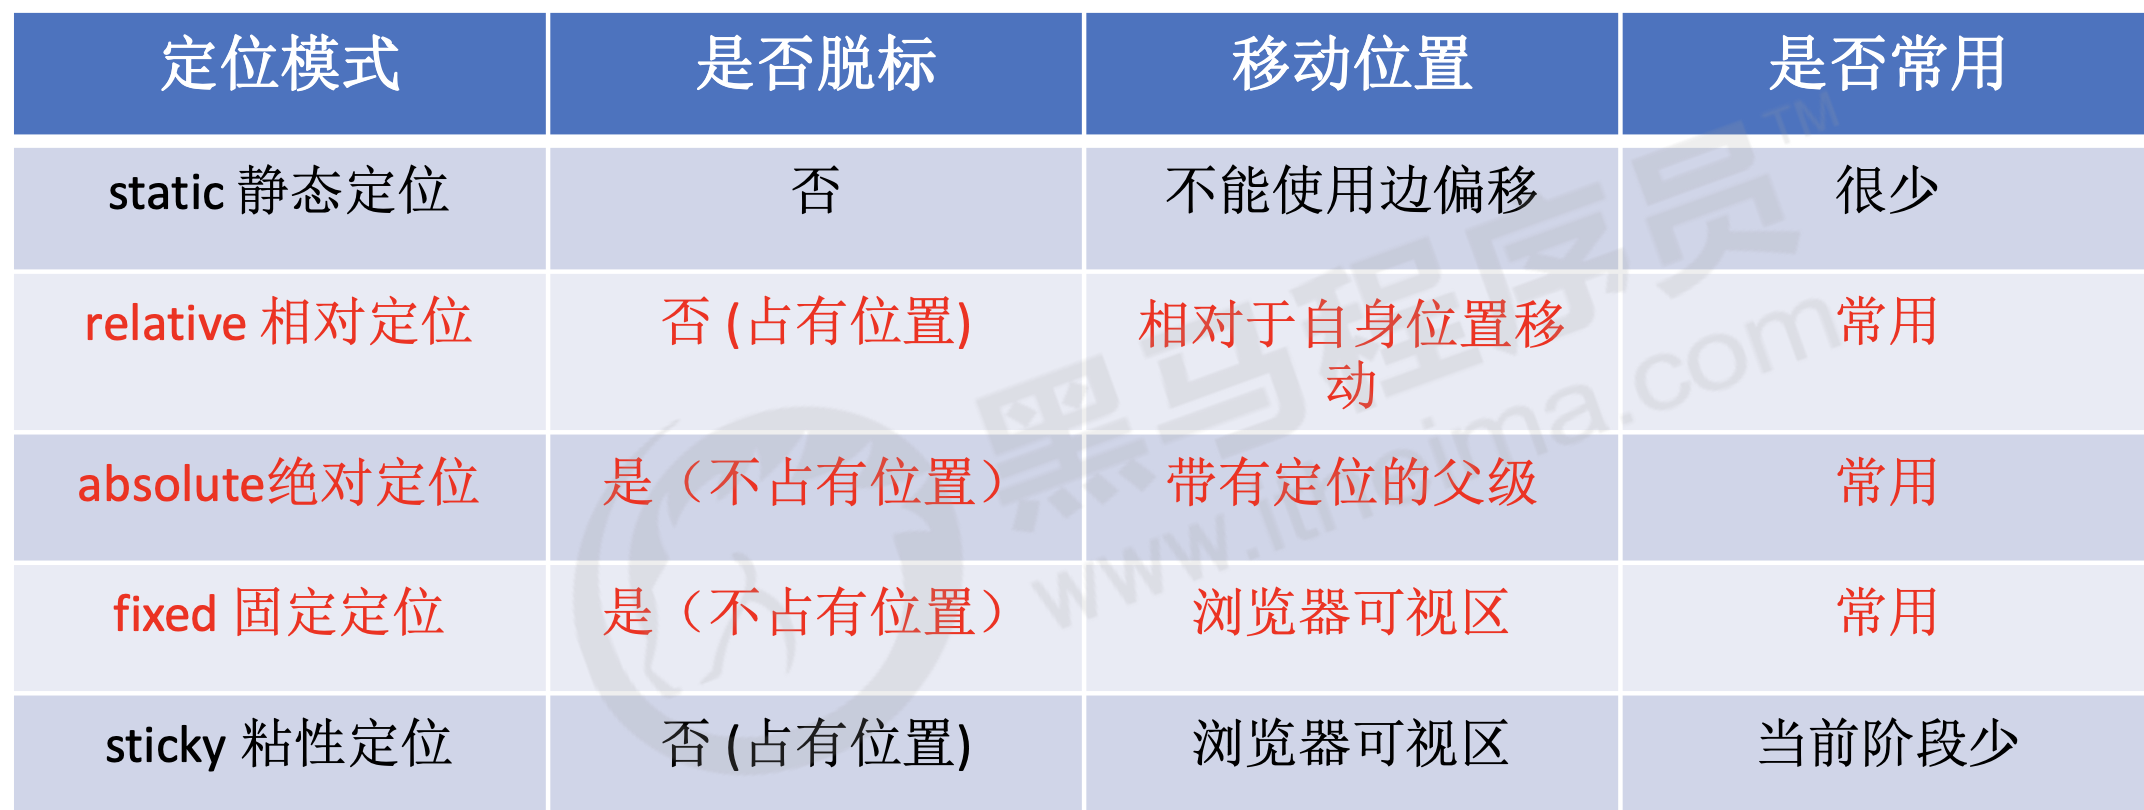 定位模式 是否脱标 移动位置 是否常用
static 静态定位 否 不能使用边偏移 很少
relative 相对定位 否 (占有位置) 相对于自身位置移 常用
动
absolute绝对定位 是（不占有位置） 带有定位的父级 常用
fixed 固定定位 是（不占有位置） 浏览器可视区 常用
sticky 粘性定位 否 (占有位置) 浏览器可视区 当前阶段少
黑马程序员™
www.itheima.com